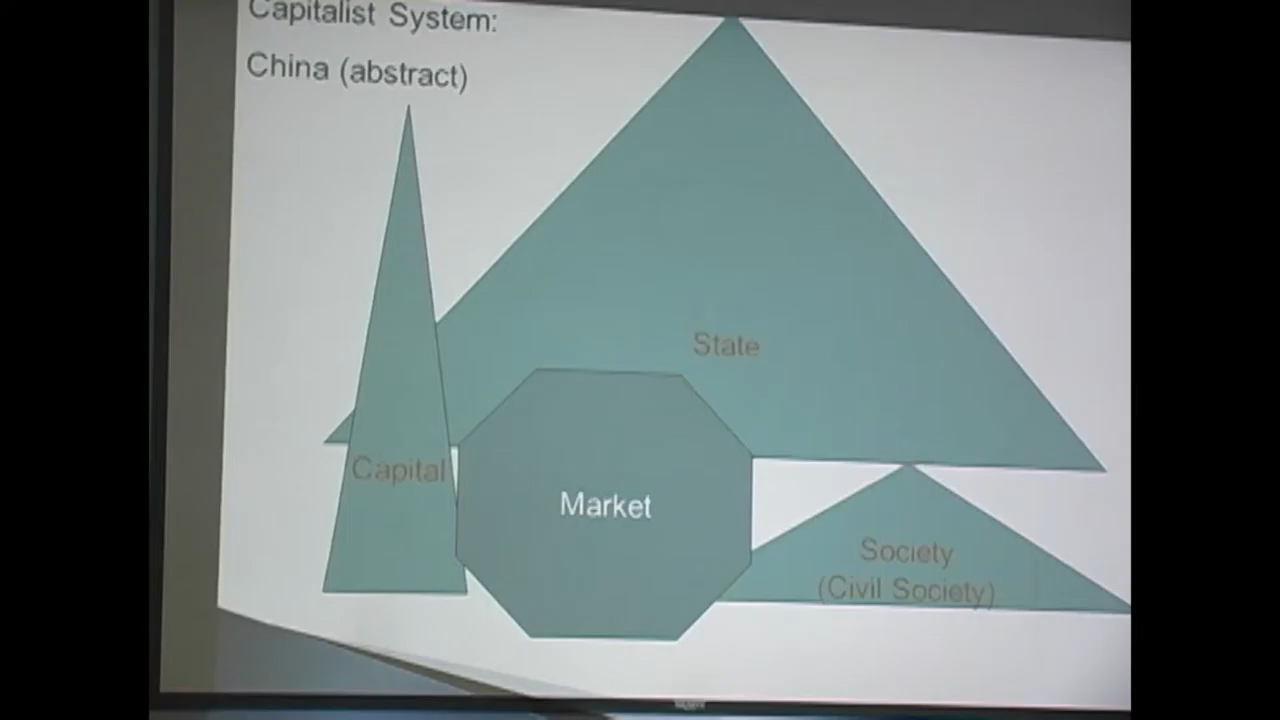 Capitalist System:
China (abstract)
State
Capital
Market
Society
(Civil Society)